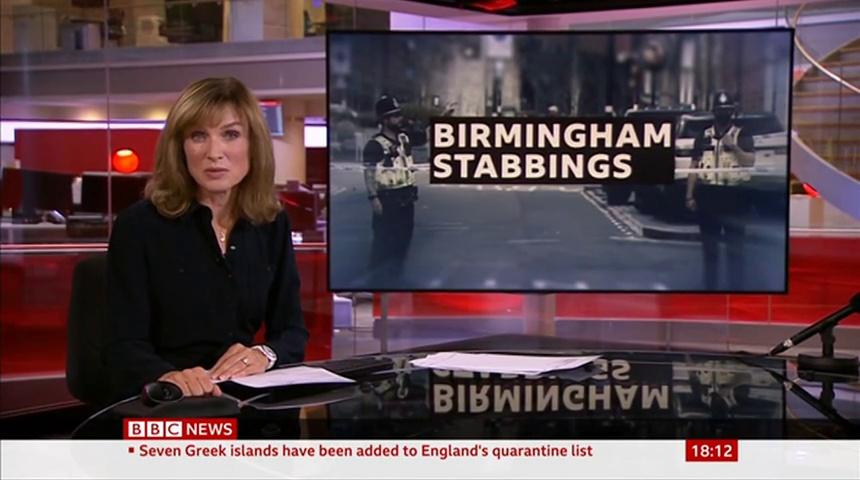 BIRMINGHAM
STABBINGS
BIRMINGHAM
BBC NEWS
Seven Greek islands have been added to England's quarantine list
18:12